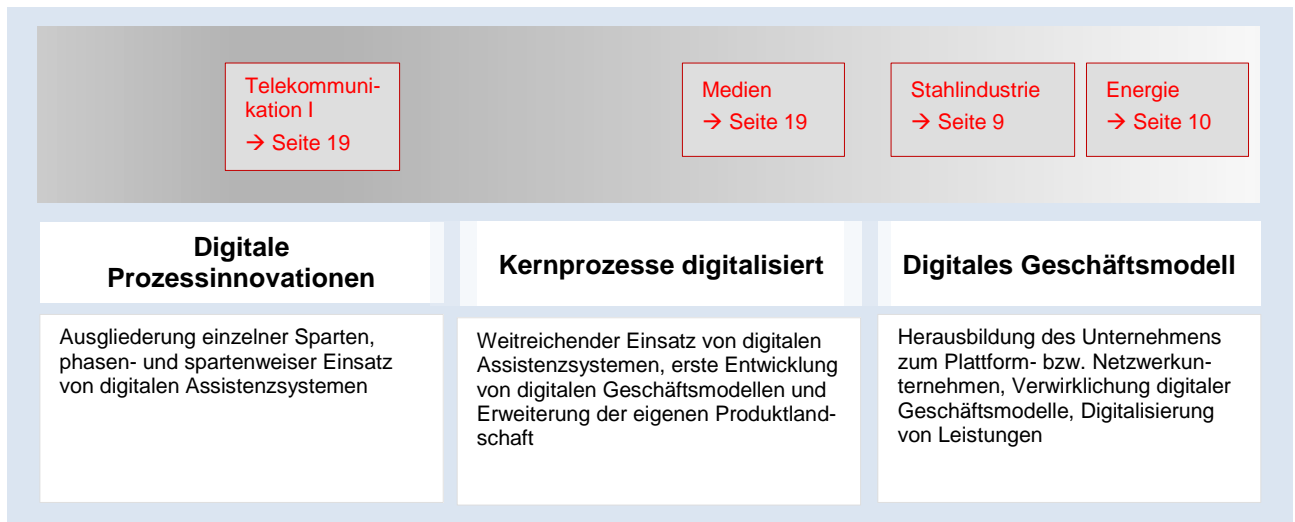 Telekommuni-
kation I
→ Seite 19
Medien
→ Seite 19
Stahlindustrie
→ Seite 9
Energie
→ Seite 10
Digitale
Prozessinnovationen
Kernprozesse digitalisiert
Digitales Geschäftsmodell
Ausgliederung einzelner Sparten,
phasen- und spartenweiser Einsatz
von digitalen Assistenzsystemen
Weitreichender Einsatz von digitalen
Assistenzsystemen, erste Entwicklung
von digitalen Geschäftsmodellen und
Erweiterung der eigenen Produktland-
schaft
Herausbildung des Unternehmens
zum Plattform- bzw. Netzwerkun-
ternehmen, Verwirklichung digitaler
Geschäftsmodelle, Digitalisierung
von Leistungen